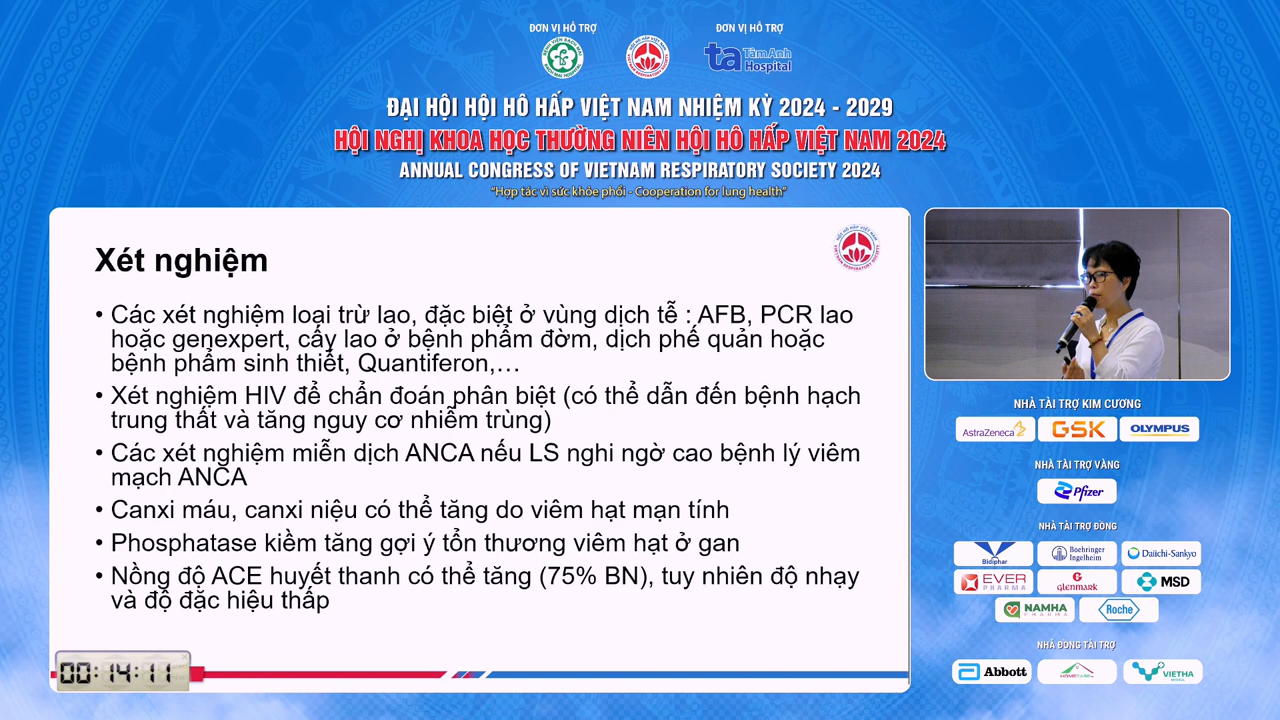 ĐƠN VỊ HỖ TRỢ
ĐƠN VỊ HỖ TRỢ
ta TâmAnh
Hospital
ĐẠI HỘI HỘI HÔ HẤP VIỆT NAM NHIỆM KỲ 2024 - 2029
HỘI NGHỊ KHOA HỌC THƯỜNG NIÊN HỘI HÔ HẤP VIỆT NAM 2024
ANNUAL CONGRESS OF VIETNAM RESPIRATORY SOCIETY 2024
"Hợp tác vì sức khỏe phổi - Cooperation for lung health"
Xét nghiệm
• Các xét nghiệm loại trừ lao, đặc biệt ở vùng dịch tễ : AFB, PCR lao
hoặc genexpert, cấy lao ở bệnh phẩm đờm, dịch phế quản hoặc
bệnh phẩm sinh thiết, Quantiferon,…
• Xét nghiệm HIV để chẩn đoán phân biệt (có thể dẫn đến bệnh hạch
trung thất và tăng nguy cơ nhiễm trùng)
• Các xét nghiệm miễn dịch ANCA nếu LS nghi ngờ cao bệnh lý viêm
mạch ANCA
• Canxi máu, canxi niệu có thể tăng do viêm hạt mạn tính
• Phosphatase kiềm tăng gợi ý tổn thương viêm hạt ở gan
• Nồng độ ACE huyết thanh có thể tăng (75% BN), tuy nhiên độ nhạy
và độ đặc hiệu thấp
00:14:11
NHÀ TÀI TRỢ KIM CƯƠNG
AstraZeneca GSK OLYMPUS
NHÀ TÀI TRỢ VÀNG
Pfizer
NHÀ TÀI TRỢ ĐỒNG
Bidiphar Boehringer Ingelheim Daiichi-Sankyo
EVER PHARMA GLENMARK MSD
NAMHA PHARMA Roche
NHÀ ĐỒNG TÀI TRỢ
Abbott VIETHA